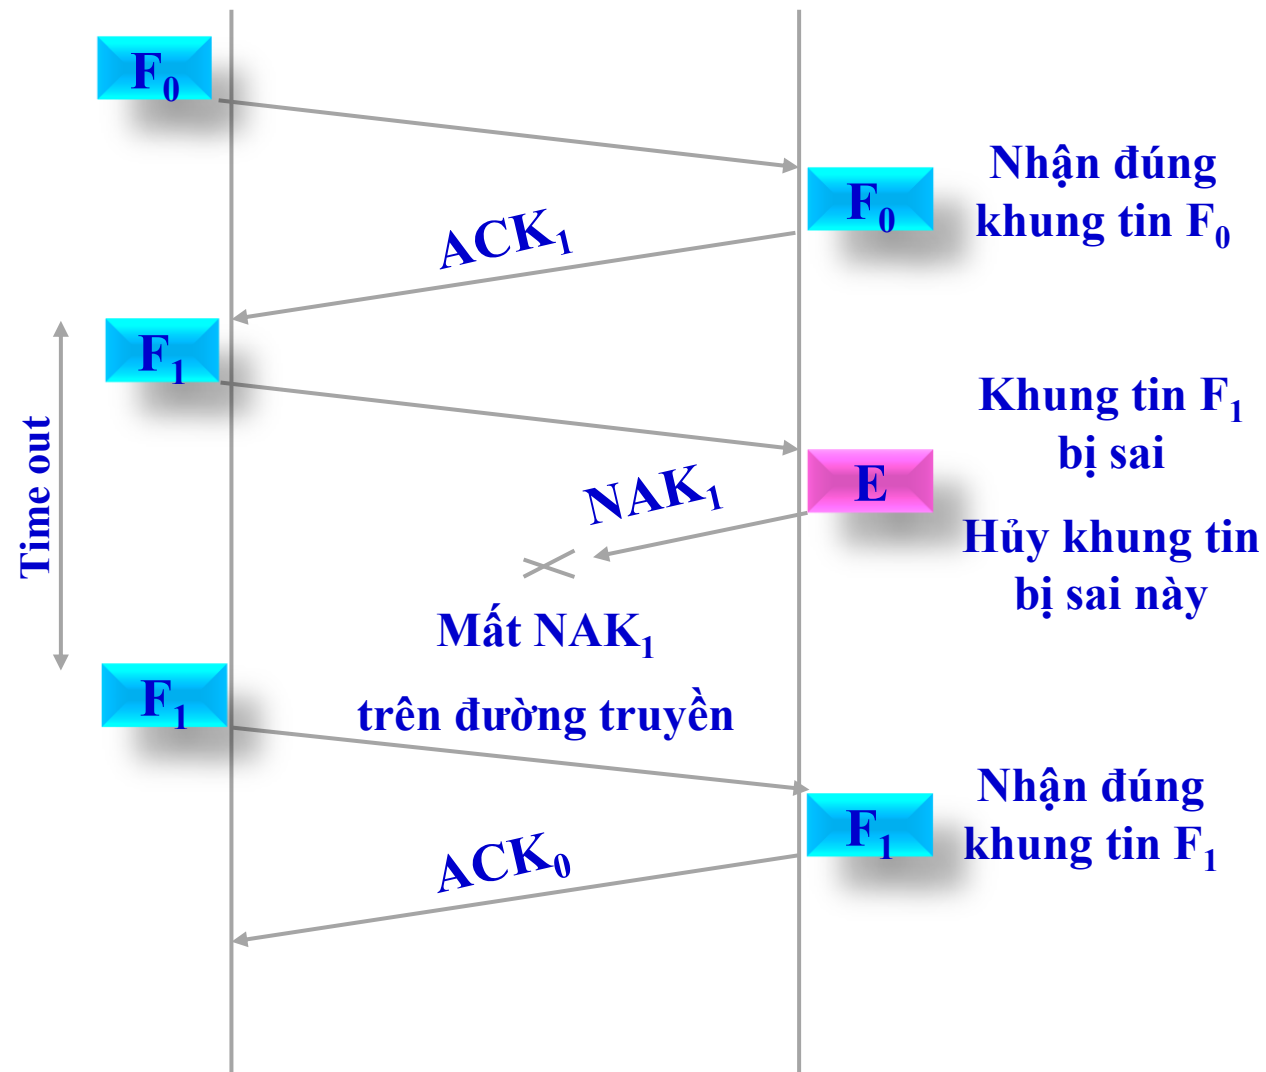 F₀
F₀
Nhận đúng
khung tin F₀
ACK₁
F₁
Khung tin F₁
bị sai
Time out
E
NAK₁
Hủy khung tin
bị sai này
Mất NAK₁
F₁
trên đường truyền
Nhận đúng
khung tin F₁
F₁
ACK₀